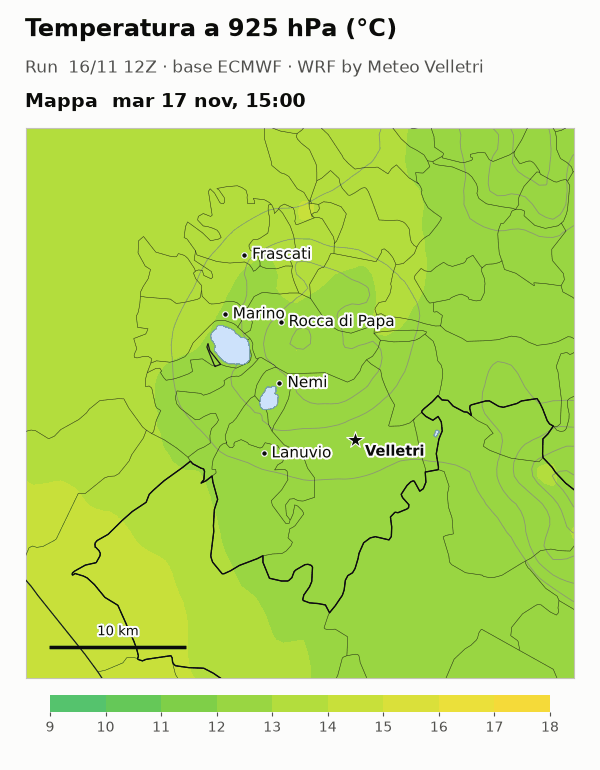 Temperatura a 925 hPa (°C)
Run  16/11 12Z · base ECMWF · WRF by Meteo Velletri
Mappa  mar 17 nov, 15:00
Frascati
Marino
Rocca di Papa
Nemi
Velletri
Lanuvio
10 km
9 10 11 12 13 14 15 16 17 18